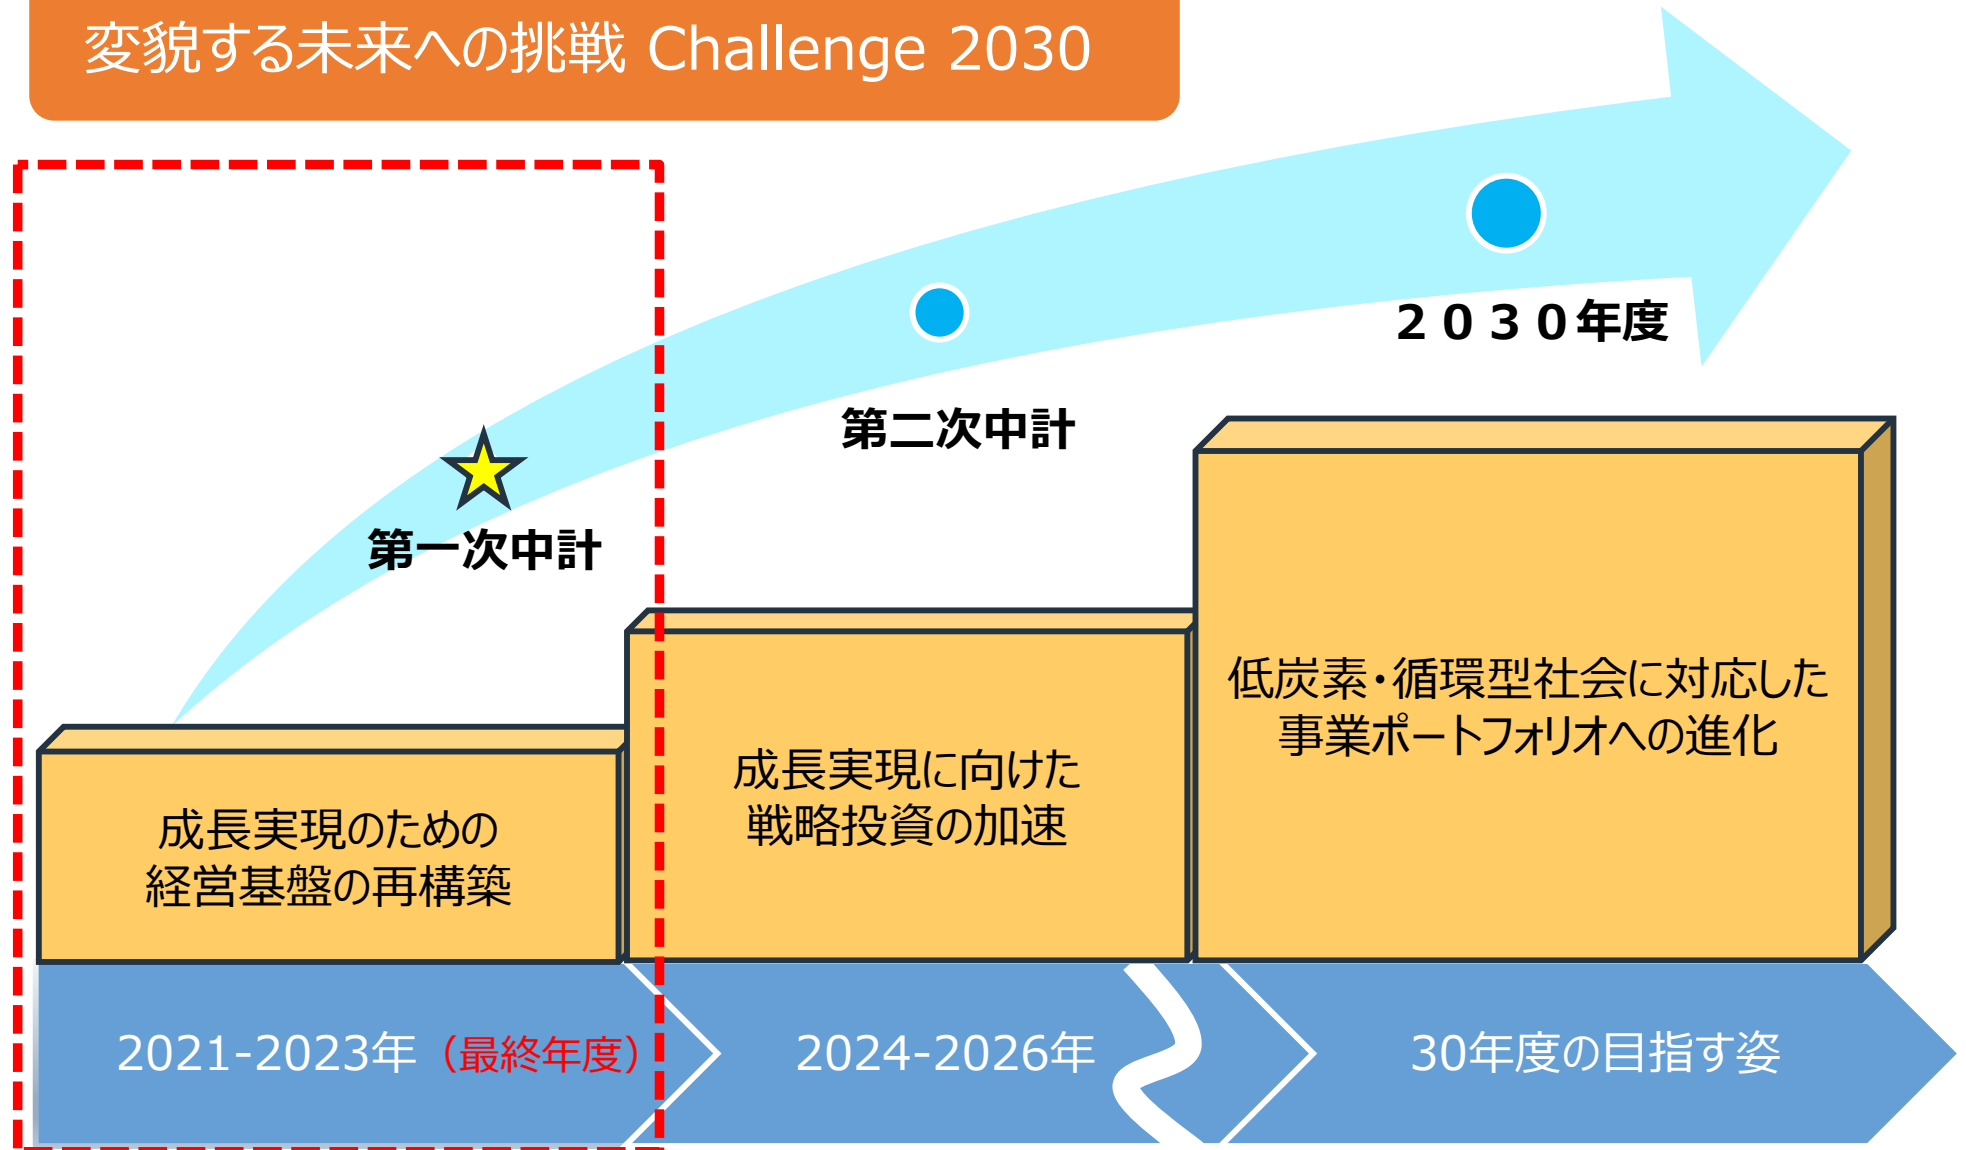 変貌する未来への挑戦 Challenge 2030
２０３０年度
第二次中計
第一次中計
低炭素・循環型社会に対応した
事業ポートフォリオへの進化
成長実現に向けた
戦略投資の加速
成長実現のための
経営基盤の再構築
2021-2023年（最終年度）
2024-2026年
30年度の目指す姿